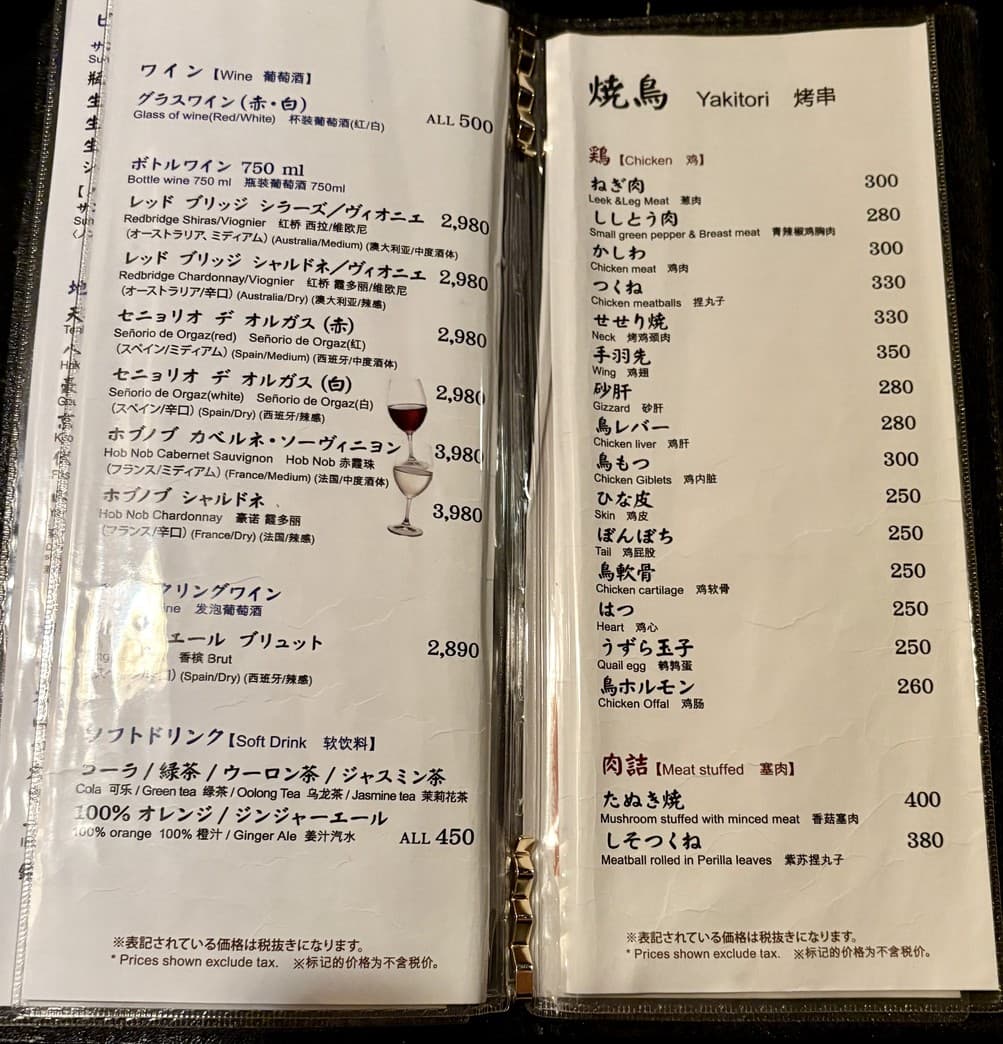 ワイン【Wine 葡萄酒】
グラスワイン(赤・白)
Glass of wine(Red/White) 杯装葡萄酒(紅/白)
ALL 500
ボトルワイン 750 ml
Bottle wine 750 ml 瓶装葡萄酒 750ml
レッド ブリッジ シラーズ/ヴィオニエ 2,980
Redbridge Shiras/Viognier 红桥 西拉/维欧尼
(オーストラリア、ミディアム) (Australia/Medium) (澳大利亚/中度酒体)
レッド ブリッジ シャルドネ/ヴィオニエ 2,980
Redbridge Chardonnay/Viognier 红桥 霞多丽/维欧尼
(オーストラリア/辛口) (Australia/Dry) (澳大利亚/辣感)
セニョリオ デ オルガス (赤) 2,980
Señorio de Orgaz(red) Señorio de Orgaz(紅)
(スペイン/ミディアム) (Spain/Medium) (西班牙/中度酒体)
セニョリオ デ オルガス (白) 2,980
Señorio de Orgaz(white) Señorio de Orgaz(白)
(スペイン/辛口) (Spain/Dry) (西班牙/辣感)
ホブノブ カベルネ・ソーヴィニヨン 3,980
Hob Nob Cabernet Sauvignon Hob Nob 赤霞珠
(フランス/ミディアム) (France/Medium) (法国/中度酒体)
ホブノブ シャルドネ 3,980
Hob Nob Chardonnay 豪诺 霞多丽
(フランス/辛口) (France/Dry) (法国/辣感)
クリングワイン
ine 发泡葡萄酒
エール ブリュット 2,890
香槟 Brut
(Spain/Dry) (西班牙/辣感)
ソフトドリンク【Soft Drink 软饮料】
コーラ / 緑茶 / ウーロン茶 / ジャスミン茶
Cola 可乐 / Green tea 绿茶 / Oolong Tea 乌龙茶 / Jasmine tea 茉莉花茶
100% オレンジ / ジンジャーエール
100% orange 100% 橙汁 / Ginger Ale 姜汁汽水 ALL 450
※表記されている価格は税抜きになります。
* Prices shown exclude tax. ※标记的价格为不含税价。
焼鳥 Yakitori 烤串
鶏【Chicken 鸡】
ねぎ肉 300
Leek &Leg Meat 葱肉
ししとう肉 280
Small green pepper & Breast meat 青辣椒鸡胸肉
かしわ 300
Chicken meat 鸡肉
つくね 330
Chicken meatballs 捏丸子
せせり焼 330
Neck 烤鸡颈肉
手羽先 350
Wing 鸡翅
砂肝 280
Gizzard 砂肝
鳥レバー 280
Chicken liver 鸡肝
鳥もつ 300
Chicken Giblets 鸡内脏
ひな皮 250
Skin 鸡皮
ぼんぼち 250
Tail 鸡屁股
鳥軟骨 250
Chicken cartilage 鸡软骨
はつ 250
Heart 鸡心
うずら玉子 250
Quail egg 鹌鹑蛋
鳥ホルモン 260
Chicken Offal 鸡肠
肉詰【Meat stuffed 塞肉】
たぬき焼 400
Mushroom stuffed with minced meat 香菇塞肉
しそつくね 380
Meatball rolled in Perilla leaves 紫苏捏丸子
※表記されている価格は税抜きになります。
* Prices shown exclude tax. ※标记的价格为不含税价。